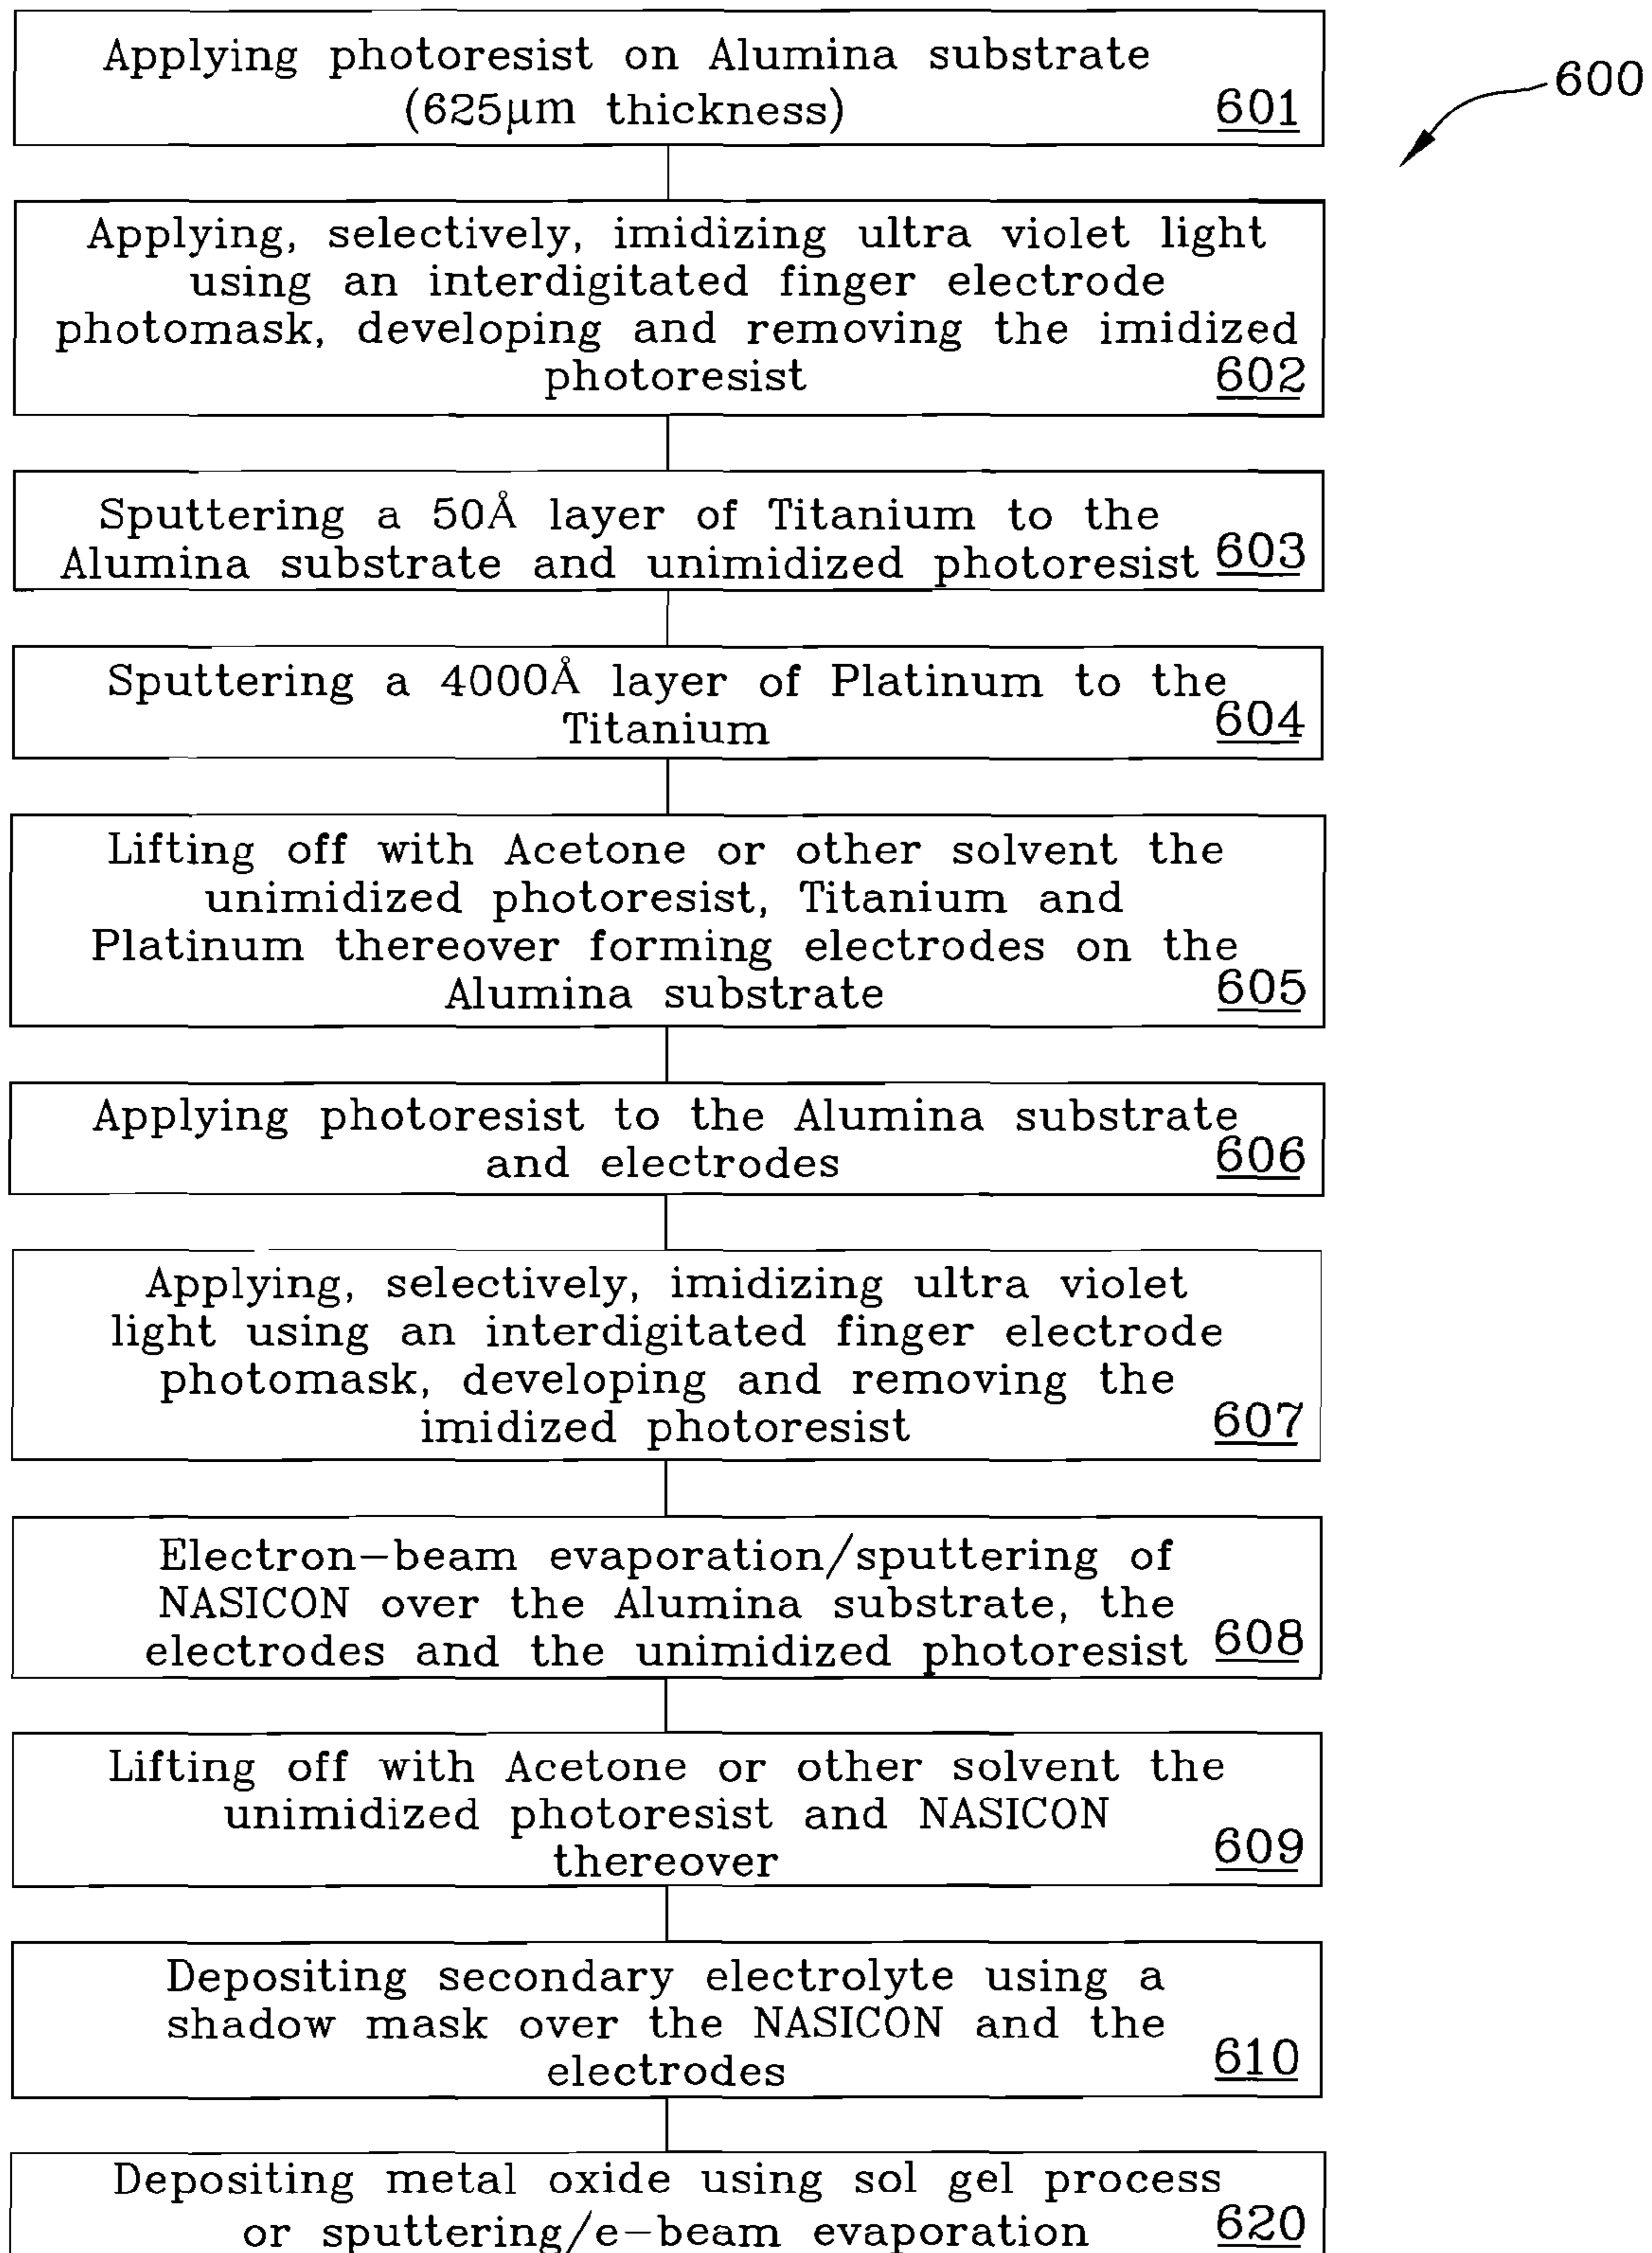 Applying photoresist on Alumina substrate
(625µm thickness) 601
600
Applying, selectively, imidizing ultra violet light
using an interdigitated finger electrode
photomask, developing and removing the imidized
photoresist 602
Sputtering a 50Å layer of Titanium to the
Alumina substrate and unimidized photoresist 603
Sputtering a 4000Å layer of Platinum to the
Titanium 604
Lifting off with Acetone or other solvent the
unimidized photoresist, Titanium and
Platinum thereover forming electrodes on the
Alumina substrate 605
Applying photoresist to the Alumina substrate
and electrodes 606
Applying, selectively, imidizing ultra violet
light using an interdigitated finger electrode
photomask, developing and removing the
imidized photoresist 607
Electron-beam evaporation/sputtering of
NASICON over the Alumina substrate, the
electrodes and the unimidized photoresist 608
Lifting off with Acetone or other solvent the
unimidized photoresist and NASICON
thereover 609
Depositing secondary electrolyte using a
shadow mask over the NASICON and the
electrodes 610
Depositing metal oxide using sol gel process
or sputtering/e-beam evaporation 620